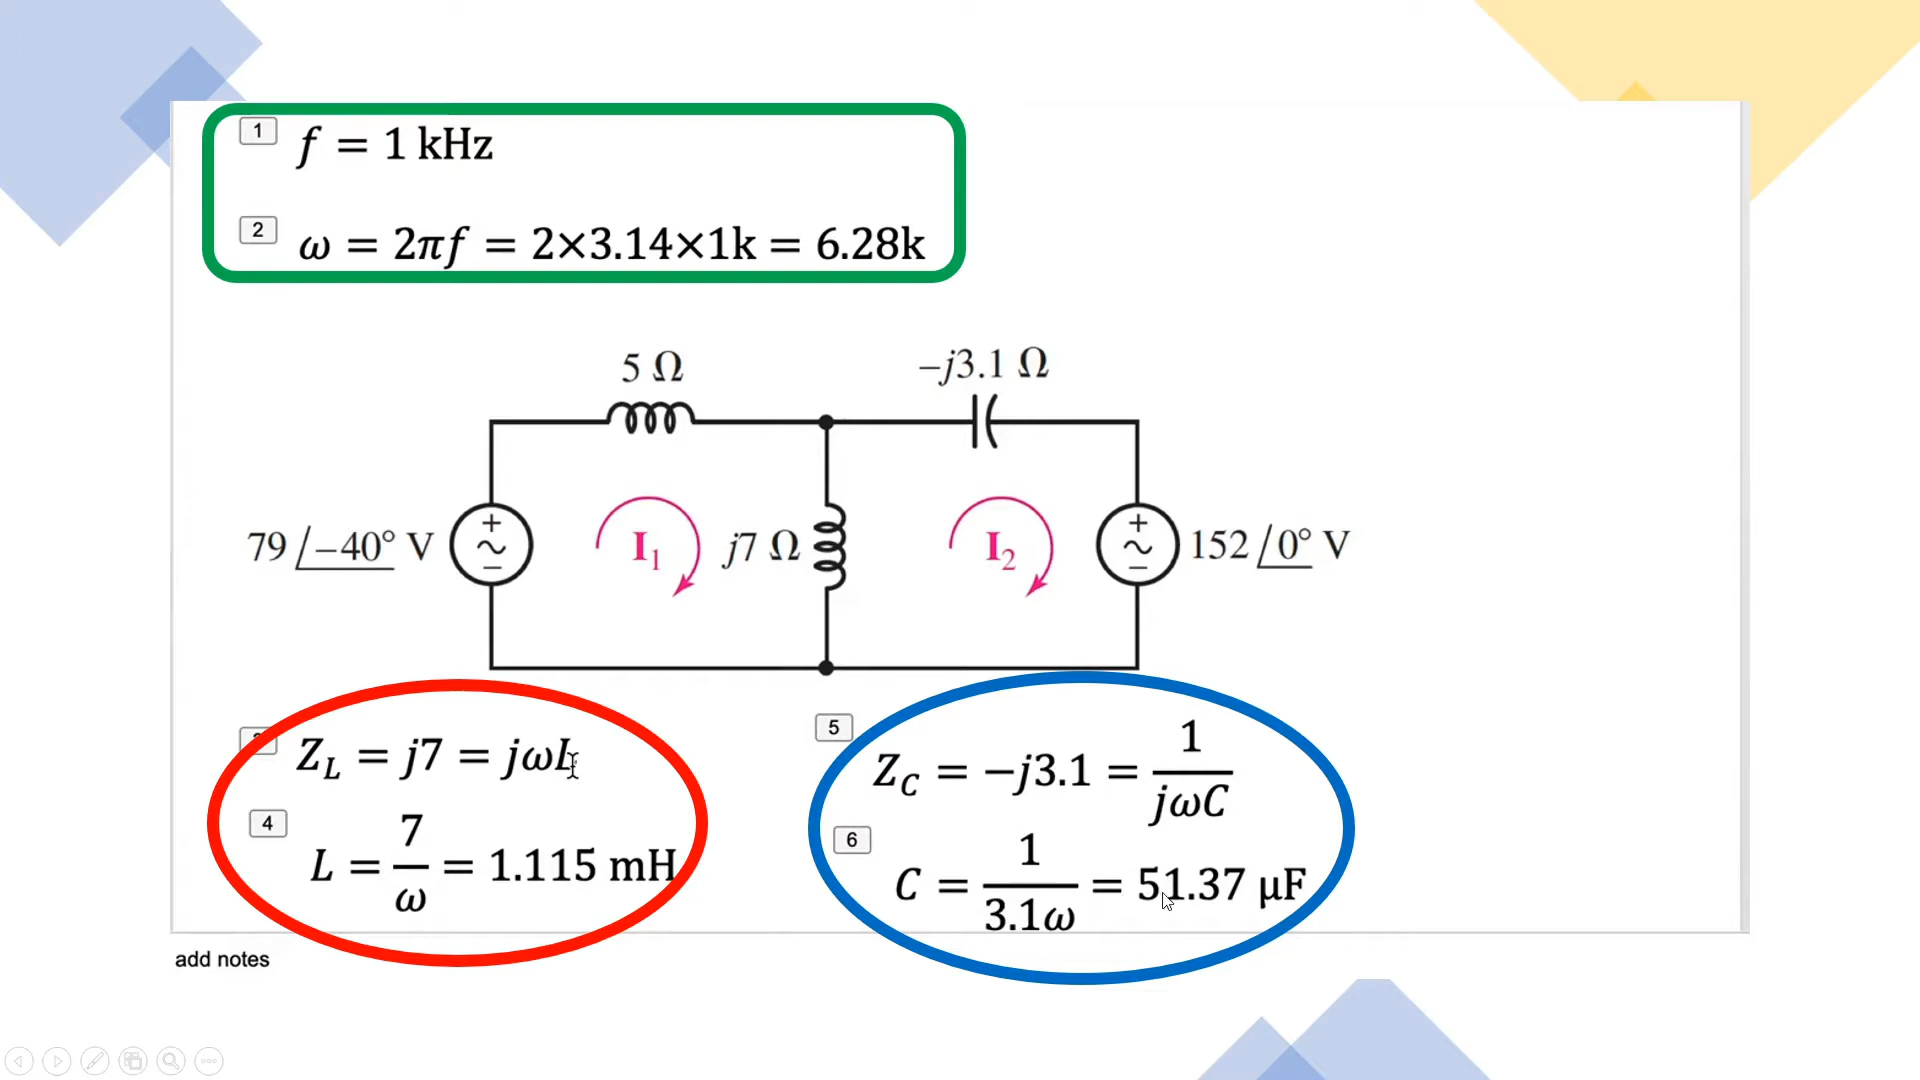 1
f = 1 kHz
2
ω = 2πf = 2×3.14×1k = 6.28k
5 Ω
−j3.1 Ω
79 /−40° V
+
−
I₁
j7 Ω
I₂
+
−
152 /0° V
Z_L = j7 = jωL
4
L = 7/ω = 1.115 mH
5
Z_C = −j3.1 = 1/jωC
6
C = 1/3.1ω = 51.37 μF
add notes